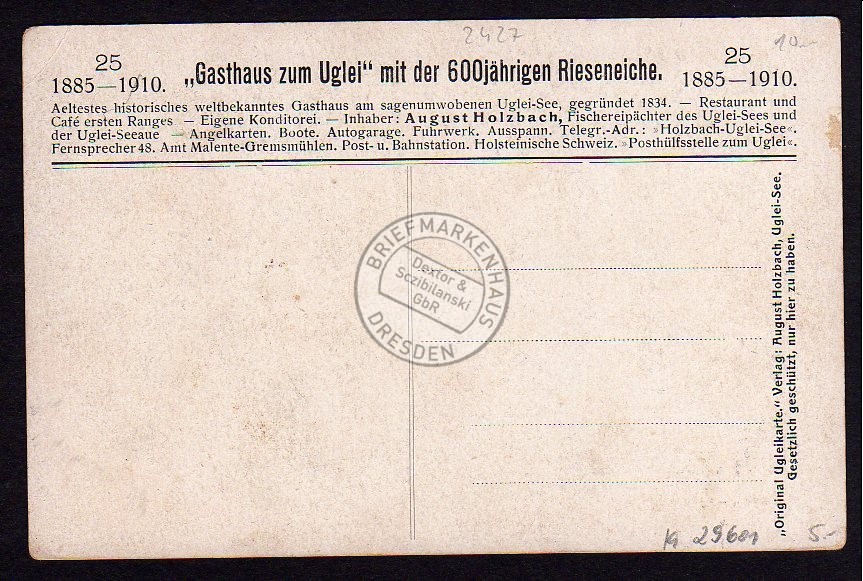 2427
10.-
25
1885—1910.
„Gasthaus zum Uglei“ mit der 600jährigen Rieseneiche.
25
1885—1910.
Aeltestes historisches weltbekanntes Gasthaus am sagenumwobenen Uglei-See, gegründet 1834. — Restaurant und
Café ersten Ranges — Eigene Konditorei. — Inhaber: August Holzbach, Fischereipächter des Uglei-Sees und
der Uglei-Seeaue — Angelkarten. Boote. Autogarage. Fuhrwerk. Ausspann. Telegr.-Adr.: »Holzbach-Uglei-See«.
Fernsprecher 48. Amt Malente-Gremsmühlen. Post- u. Bahnstation. Holsteinische Schweiz. »Posthülfsstelle zum Uglei«.
BRIEFMARKENHAUS
Dexfor &
Sczibilanski
GbR
DRESDEN
„Original Ugleikarte.“ Verlag: August Holzbach, Uglei-See.
Gesetzlich geschützt, nur hier zu haben.
29601
5.-